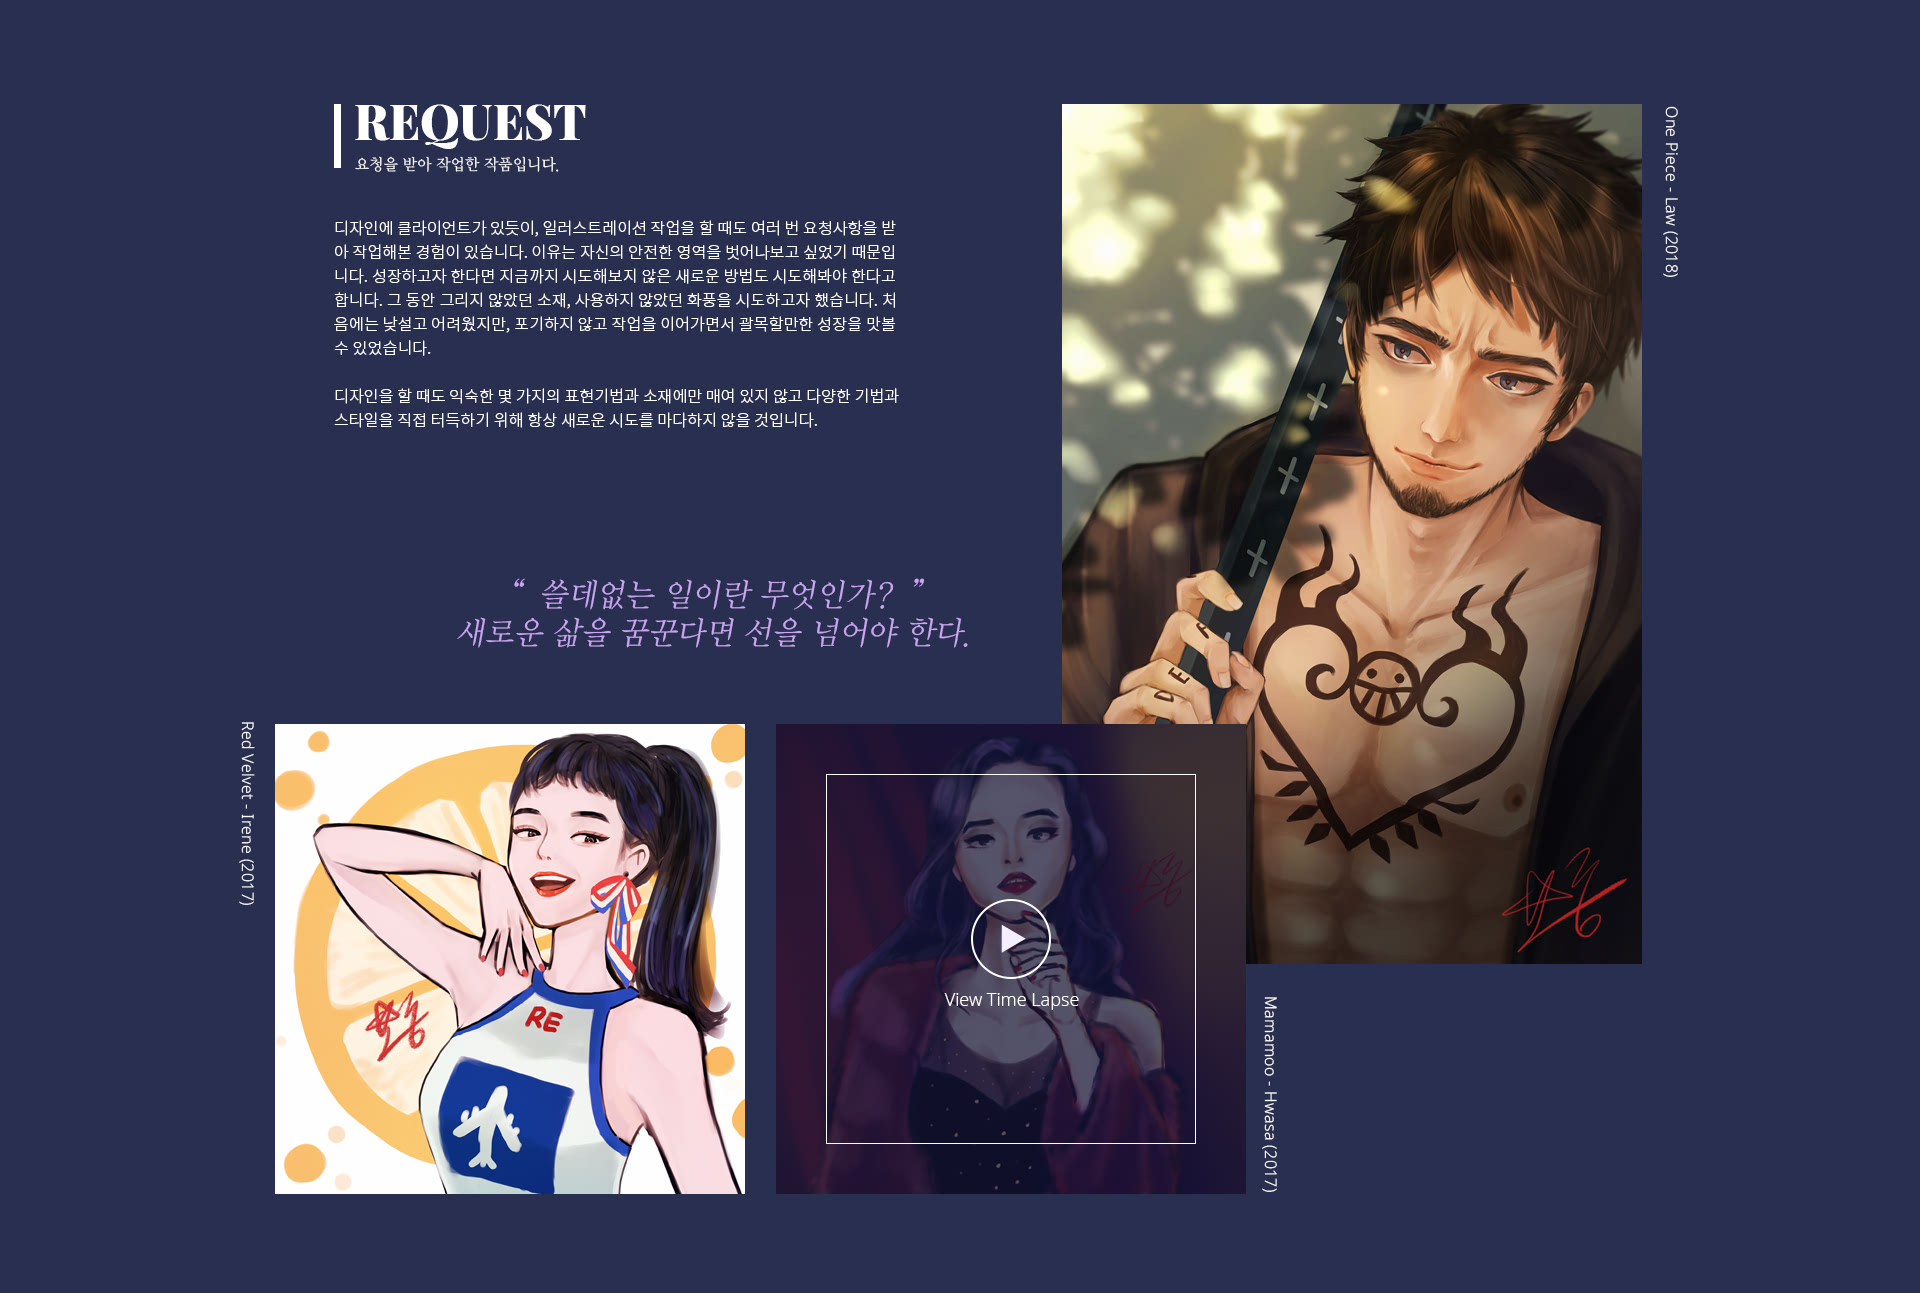 REQUEST
요청을 받아 작업한 작품입니다.
디자인에 클라이언트가 있듯이, 일러스트레이션 작업을 할 때도 여러 번 요청사항을 받
아 작업해본 경험이 있습니다. 이유는 자신의 안전한 영역을 벗어나보고 싶었기 때문입
니다. 성장하고자 한다면 지금까지 시도해보지 않은 새로운 방법도 시도해봐야 한다고
합니다. 그 동안 그리지 않았던 소재, 사용하지 않았던 화풍을 시도하고자 했습니다. 처
음에는 낯설고 어려웠지만, 포기하지 않고 작업을 이어가면서 괄목할만한 성장을 맛볼
수 있었습니다.
디자인을 할 때도 익숙한 몇 가지의 표현기법과 소재에만 매여 있지 않고 다양한 기법과
스타일을 직접 터득하기 위해 항상 새로운 시도를 마다하지 않을 것입니다.
“ 쓸데없는 일이란 무엇인가? ”
새로운 삶을 꿈꾼다면 선을 넘어야 한다.
One Piece - Law (2018)
DEA
Red Velvet - Irene (2017)
RE
View Time Lapse
Mamamoo - Hwasa (2017)